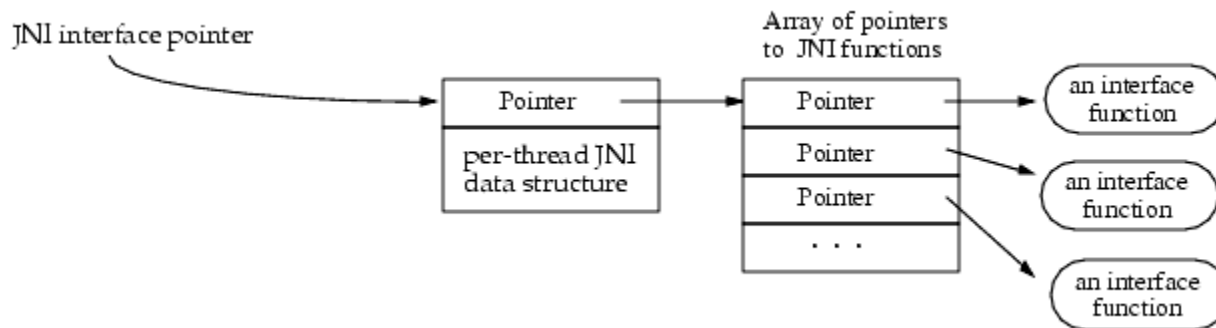 JNI interface pointer
Array of pointers
to JNI functions
Pointer
per-thread JNI
data structure
Pointer
Pointer
Pointer
. . .
an interface
function
an interface
function
an interface
function